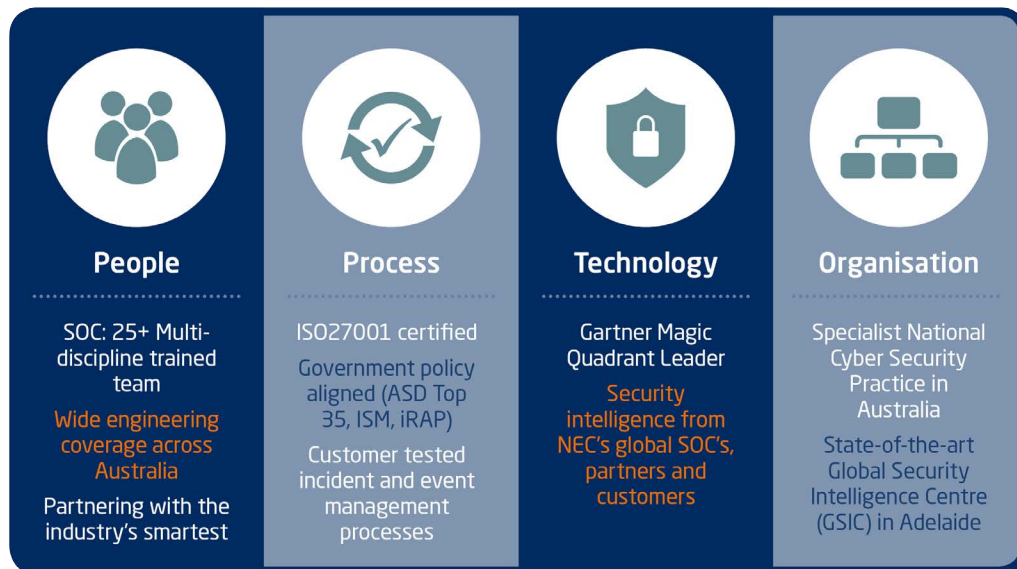 People
SOC: 25+ Multi-
discipline trained
team
Wide engineering
coverage across
Australia
Partnering with the
industry's smartest
Process
ISO27001 certified
Government policy
aligned (ASD Top
35, ISM, iRAP)
Customer tested
incident and event
management
processes
Technology
Gartner Magic
Quadrant Leader
Security
intelligence from
NEC's global SOC's,
partners and
customers
Organisation
Specialist National
Cyber Security
Practice in
Australia
State-of-the-art
Global Security
Intelligence Centre
(GSIC) in Adelaide